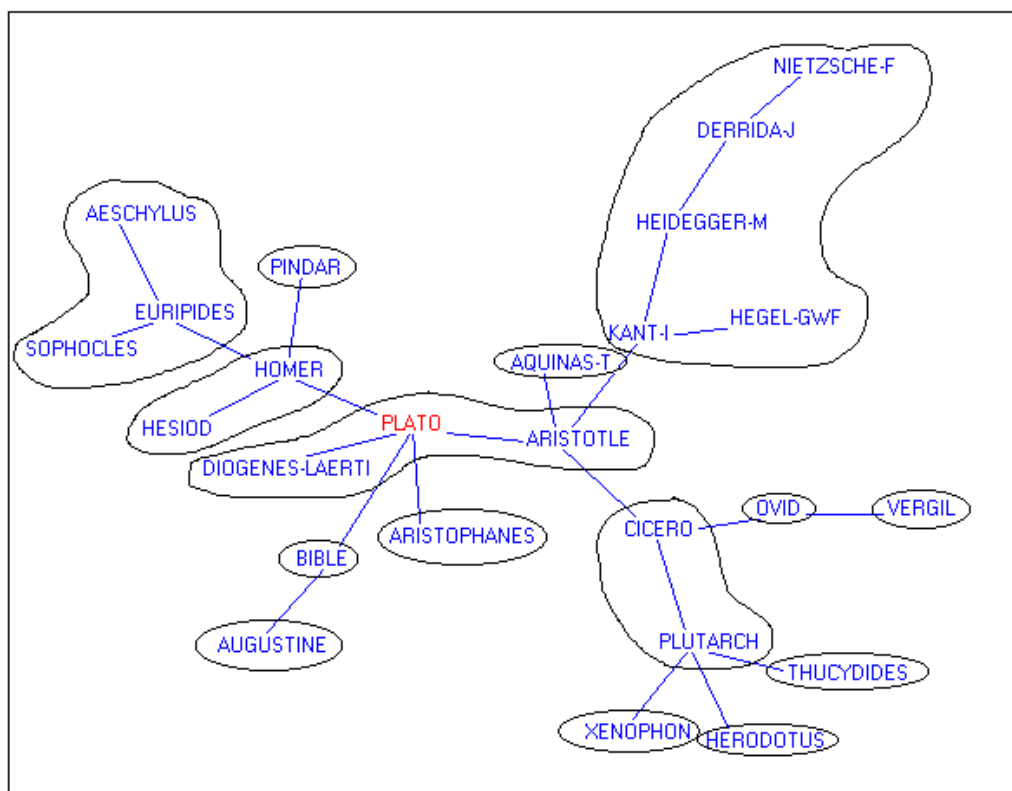 NIETZSCHE-F
DERRIDA-J
AESCHYLUS
HEIDEGGER-M
PINDAR
EURIPIDES
HEGEL-GWF
KANT-I
SOPHOCLES
AQUINAS-T
HOMER
PLATO
HESIOD
ARISTOTLE
DIOGENES-LAERTI
OVID
VERGIL
CICERO
ARISTOPHANES
BIBLE
AUGUSTINE
PLUTARCH
THUCYDIDES
XENOPHON
HERODOTUS